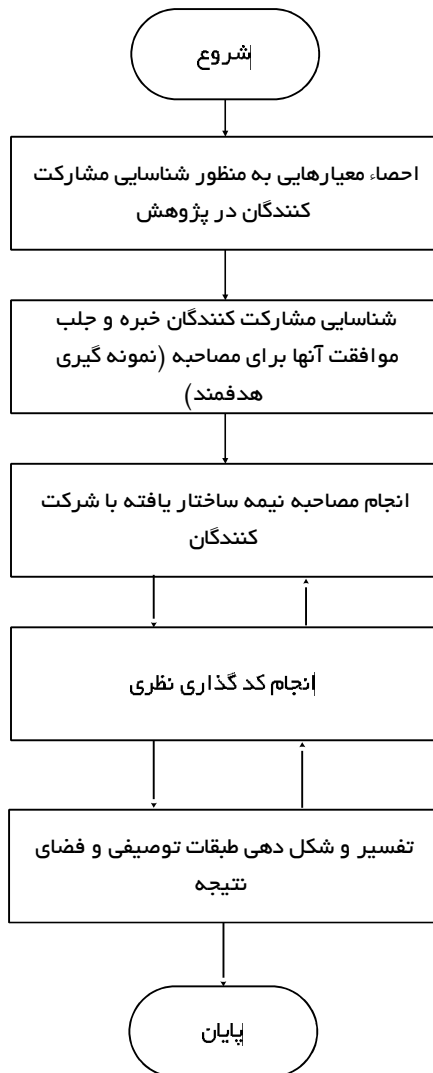 شروع
احصاء معیارهایی به منظور شناسایی مشارکت
کنندگان در پژوهش
شناسایی مشارکت کنندگان خبره و جلب
موافقت آنها برای مصاحبه (نمونه گیری
هدفمند)
انجام مصاحبه نیمه ساختار یافته با شرکت
کنندگان
انجام کد گذاری نظری
تفسیر و شکل دهی طبقات توصیفی و فضای
نتیجه
پایان